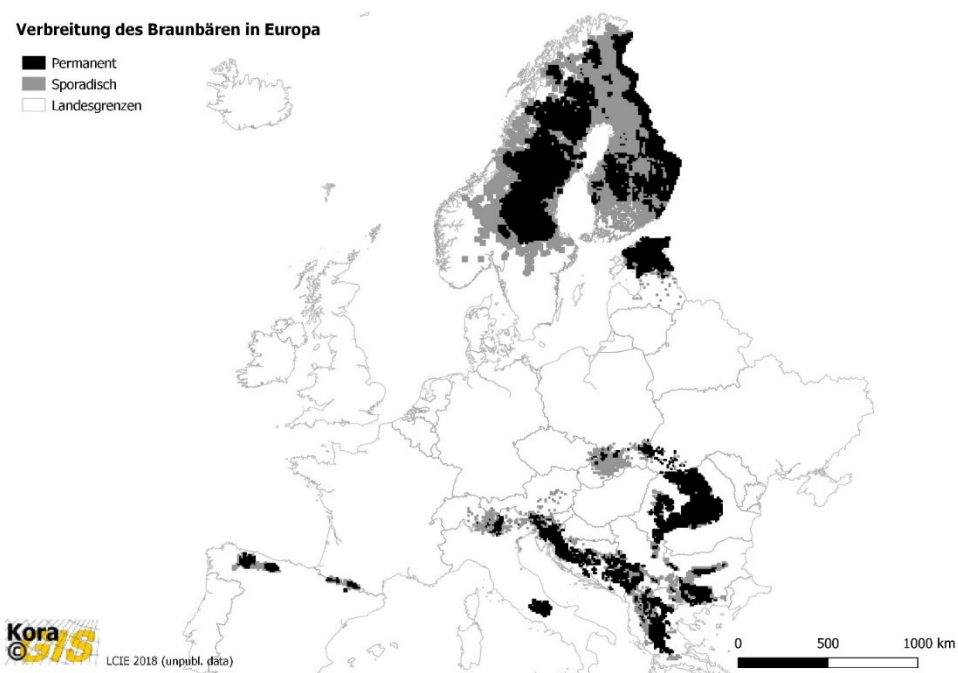 Verbreitung des Braunbären in Europa
Permanent
Sporadisch
Landesgrenzen
Kora
©GIS
LCIE 2018 (unpubl. data)
0 500 1000 km